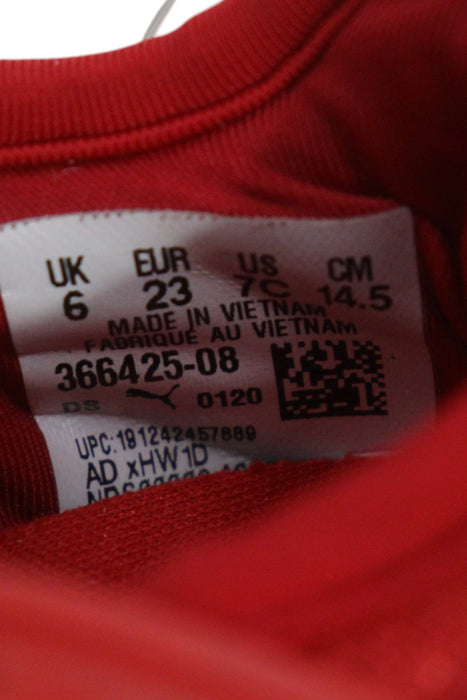 UK EUR US CM
6 23 7C 14.5
MADE IN VIETNAM
FABRIQUE AU VIETNAM
366425-08
DS 0120
UPC:191242457889
AD xHW1D